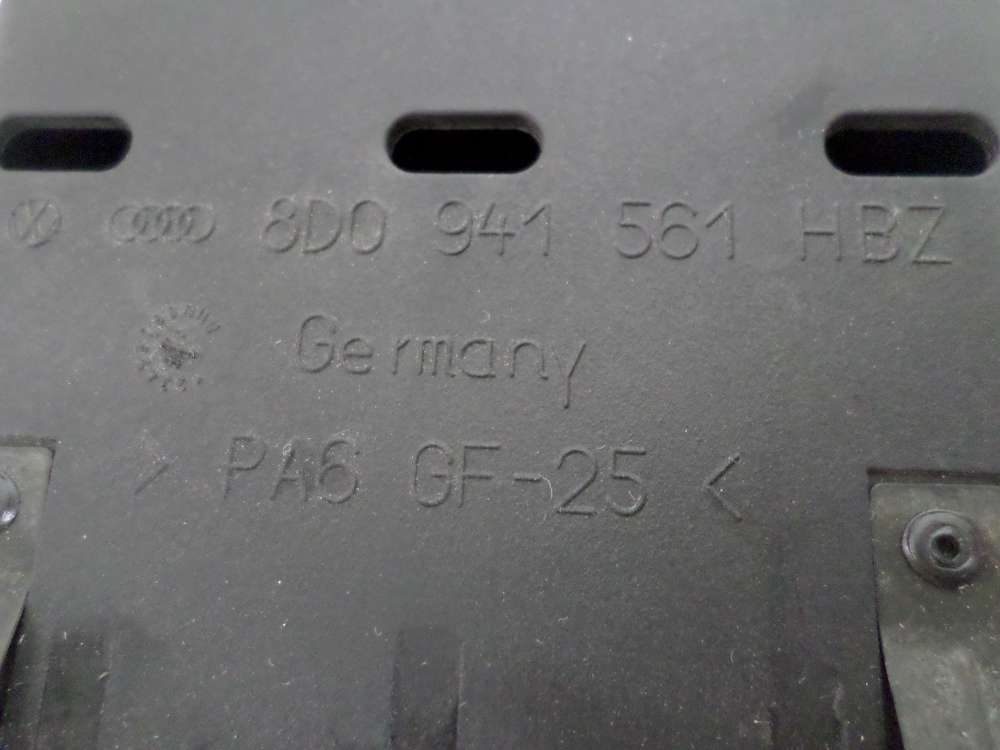 8D0 941 561 HBZ
Germany
> PA6 GF-25 <